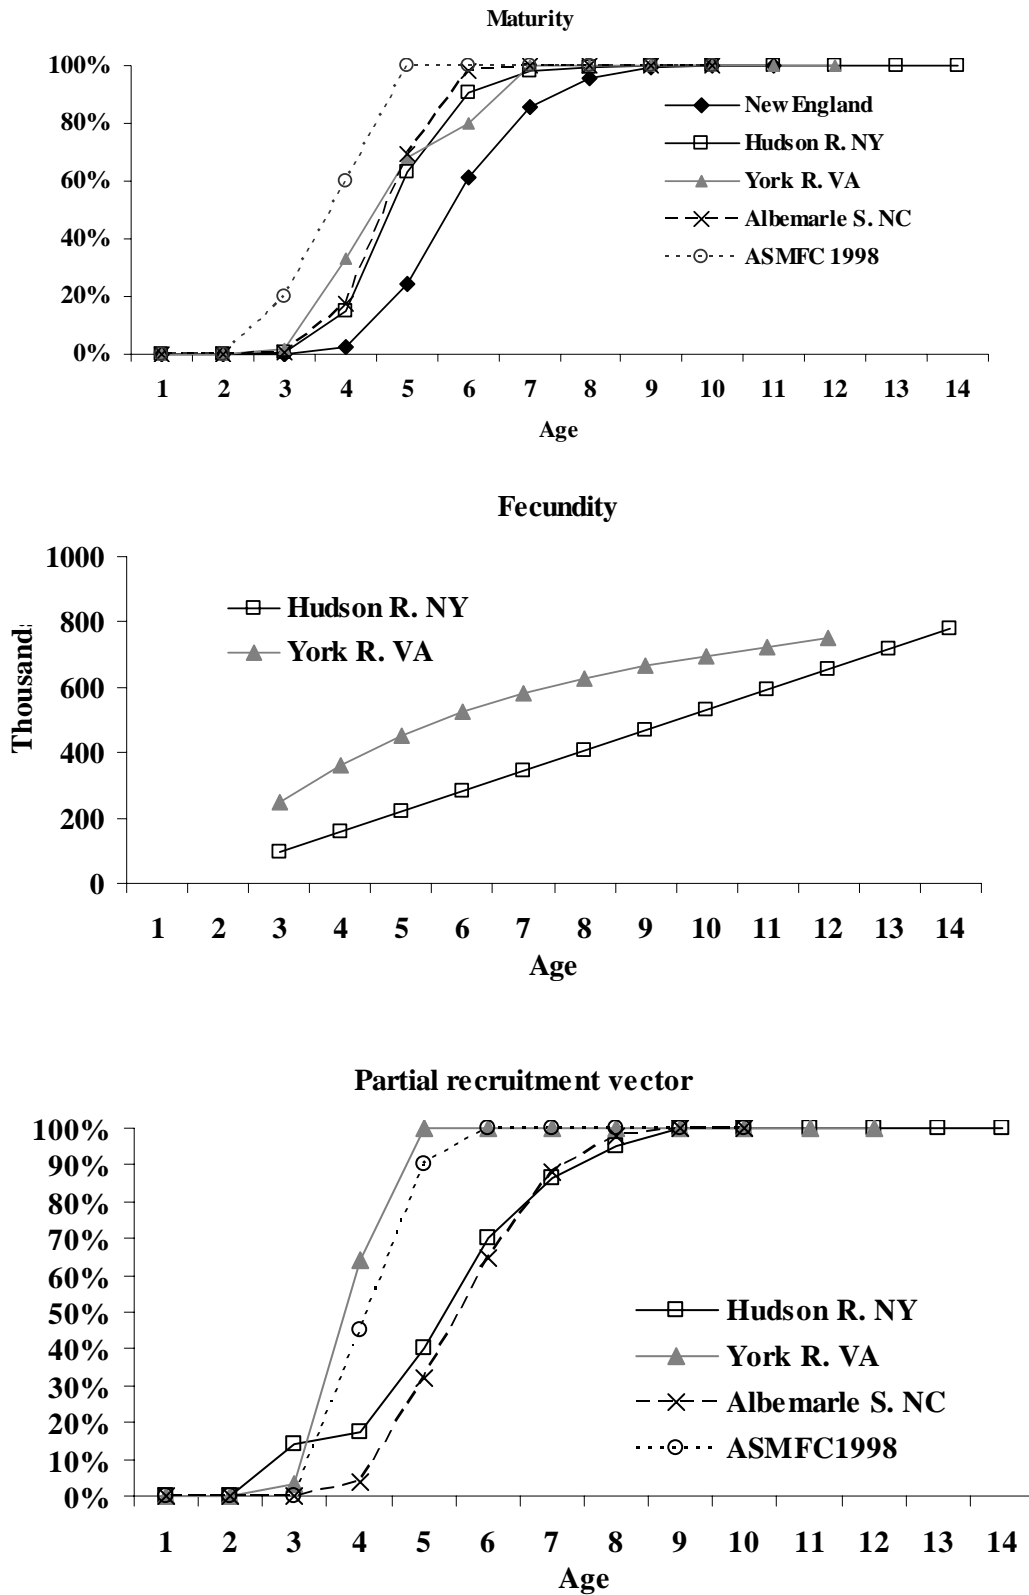 Maturity
100%
80%
60%
40%
20%
0%
New England
Hudson R. NY
York R. VA
Albemarle S. NC
ASMFC 1998
1 2 3 4 5 6 7 8 9 10 11 12 13 14
Age
Fecundity
Thousands
1000
800
600
400
200
0
Hudson R. NY
York R. VA
1 2 3 4 5 6 7 8 9 10 11 12 13 14
Age
Partial recruitment vector
100%
90%
80%
70%
60%
50%
40%
30%
20%
10%
0%
Hudson R. NY
York R. VA
Albemarle S. NC
ASMFC1998
1 2 3 4 5 6 7 8 9 10 11 12 13 14
Age